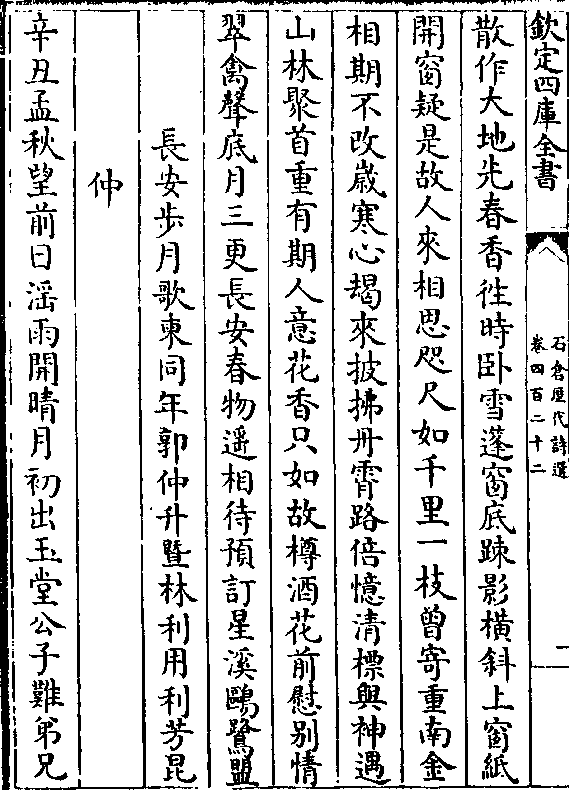 欽定四庫全書
石倉歷代詩選
卷四百二十二
二
散作大地先春香徃時卧雪蓬窗底踈影橫斜上窗紙
開窗疑是故人來相思咫尺如千里一枝曾寄重南金
相期不改歲寒心朅來披拂丹霄路倍憶清標與神遇
山林聚首重有期人意花香只如故樽酒花前慰别情
翠禽聲底月三更長安春物遥相待預訂星溪鷗鷺盟
長安步月歌柬同年郭仲升暨林利用利芳昆
仲
辛丑孟秋望前日滛雨開晴月初出玉堂公子難弟兄